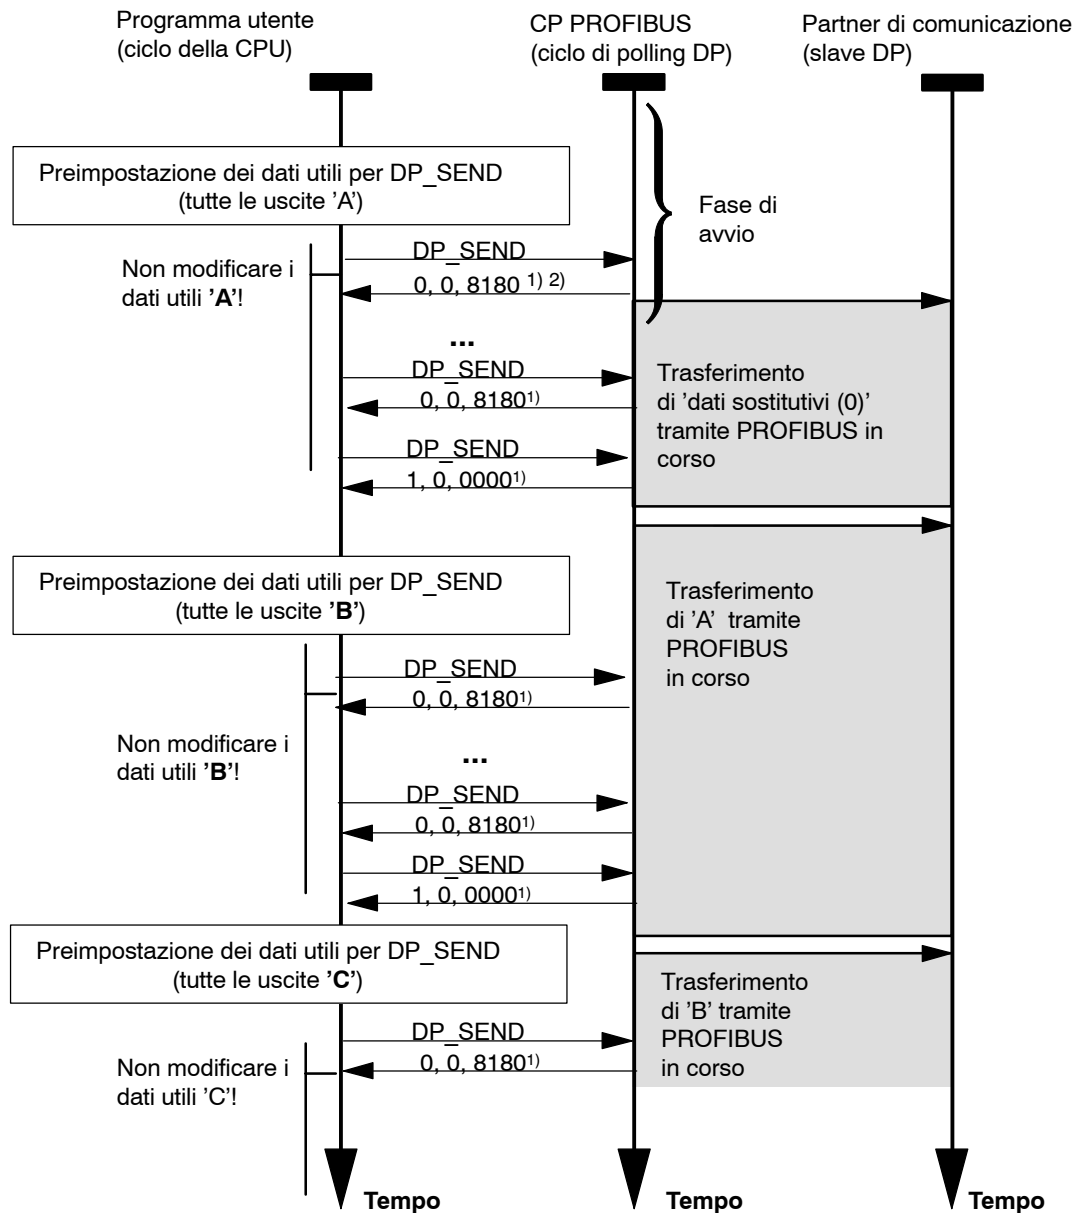 Programma utente
(ciclo della CPU)
CP PROFIBUS
(ciclo di polling DP)
Partner di comunicazione
(slave DP)
Preimpostazione dei dati utili per DP_SEND
(tutte le uscite 'A')
Fase di
avvio
Non modificare i
dati utili 'A'!
DP_SEND
0, 0, 8180 1) 2)
...
DP_SEND
0, 0, 8180 1)
DP_SEND
1, 0, 0000 1)
Trasferimento
di 'dati sostitutivi (0)'
tramite PROFIBUS in
corso
Preimpostazione dei dati utili per DP_SEND
(tutte le uscite 'B')
Trasferimento
di 'A' tramite
PROFIBUS
in corso
DP_SEND
0, 0, 8180 1)
Non modificare i
dati utili 'B'!
...
DP_SEND
0, 0, 8180 1)
DP_SEND
1, 0, 0000 1)
Preimpostazione dei dati utili per DP_SEND
(tutte le uscite 'C')
Trasferimento
di 'B' tramite
PROFIBUS
in corso
DP_SEND
0, 0, 8180 1)
Non modificare i
dati utili 'C'!
Tempo
Tempo
Tempo